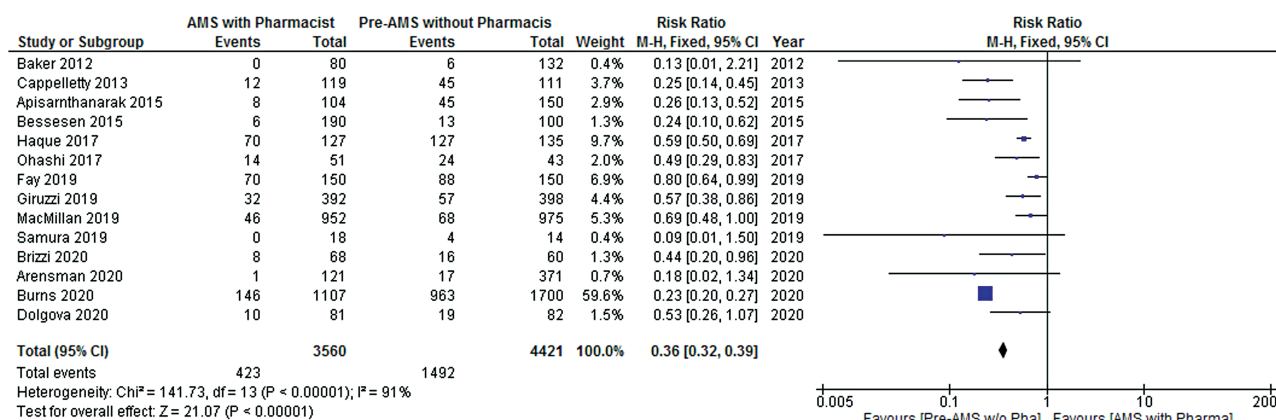 AMS with Pharmacist Pre-AMS without Pharmacis Risk Ratio Risk Ratio
Study or Subgroup Events Total Events Total Weight M-H, Fixed, 95% CI Year M-H, Fixed, 95% CI
Baker 2012 0 80 6 132 0.4% 0.13 [0.01, 2.21] 2012
Cappelletty 2013 12 119 45 111 3.7% 0.25 [0.14, 0.45] 2013
Apisarnthanarak 2015 8 104 45 150 2.9% 0.26 [0.13, 0.52] 2015
Bessesen 2015 6 190 13 100 1.3% 0.24 [0.10, 0.62] 2015
Haque 2017 70 127 127 135 9.7% 0.59 [0.50, 0.69] 2017
Ohashi 2017 14 51 24 43 2.0% 0.49 [0.29, 0.83] 2017
Fay 2019 70 150 88 150 6.9% 0.80 [0.64, 0.99] 2019
Giruzzi 2019 32 392 57 398 4.4% 0.57 [0.38, 0.86] 2019
MacMillan 2019 46 952 68 975 5.3% 0.69 [0.48, 1.00] 2019
Samura 2019 0 18 4 14 0.4% 0.09 [0.01, 1.50] 2019
Brizzi 2020 8 68 16 60 1.3% 0.44 [0.20, 0.96] 2020
Arensman 2020 1 121 17 371 0.7% 0.18 [0.02, 1.34] 2020
Burns 2020 146 1107 963 1700 59.6% 0.23 [0.20, 0.27] 2020
Dolgova 2020 10 81 19 82 1.5% 0.53 [0.26, 1.07] 2020
Total (95% CI) 3560 4421 100.0% 0.36 [0.32, 0.39]
Total events 423 1492
Heterogeneity: Chi² = 141.73, df = 13 (P < 0.00001); I² = 91%
Test for overall effect: Z = 21.07 (P < 0.00001)
0.005 0.1 1 10 200
Favours [Pre-AMS w/o Pha] Favours [AMS with Pharma]